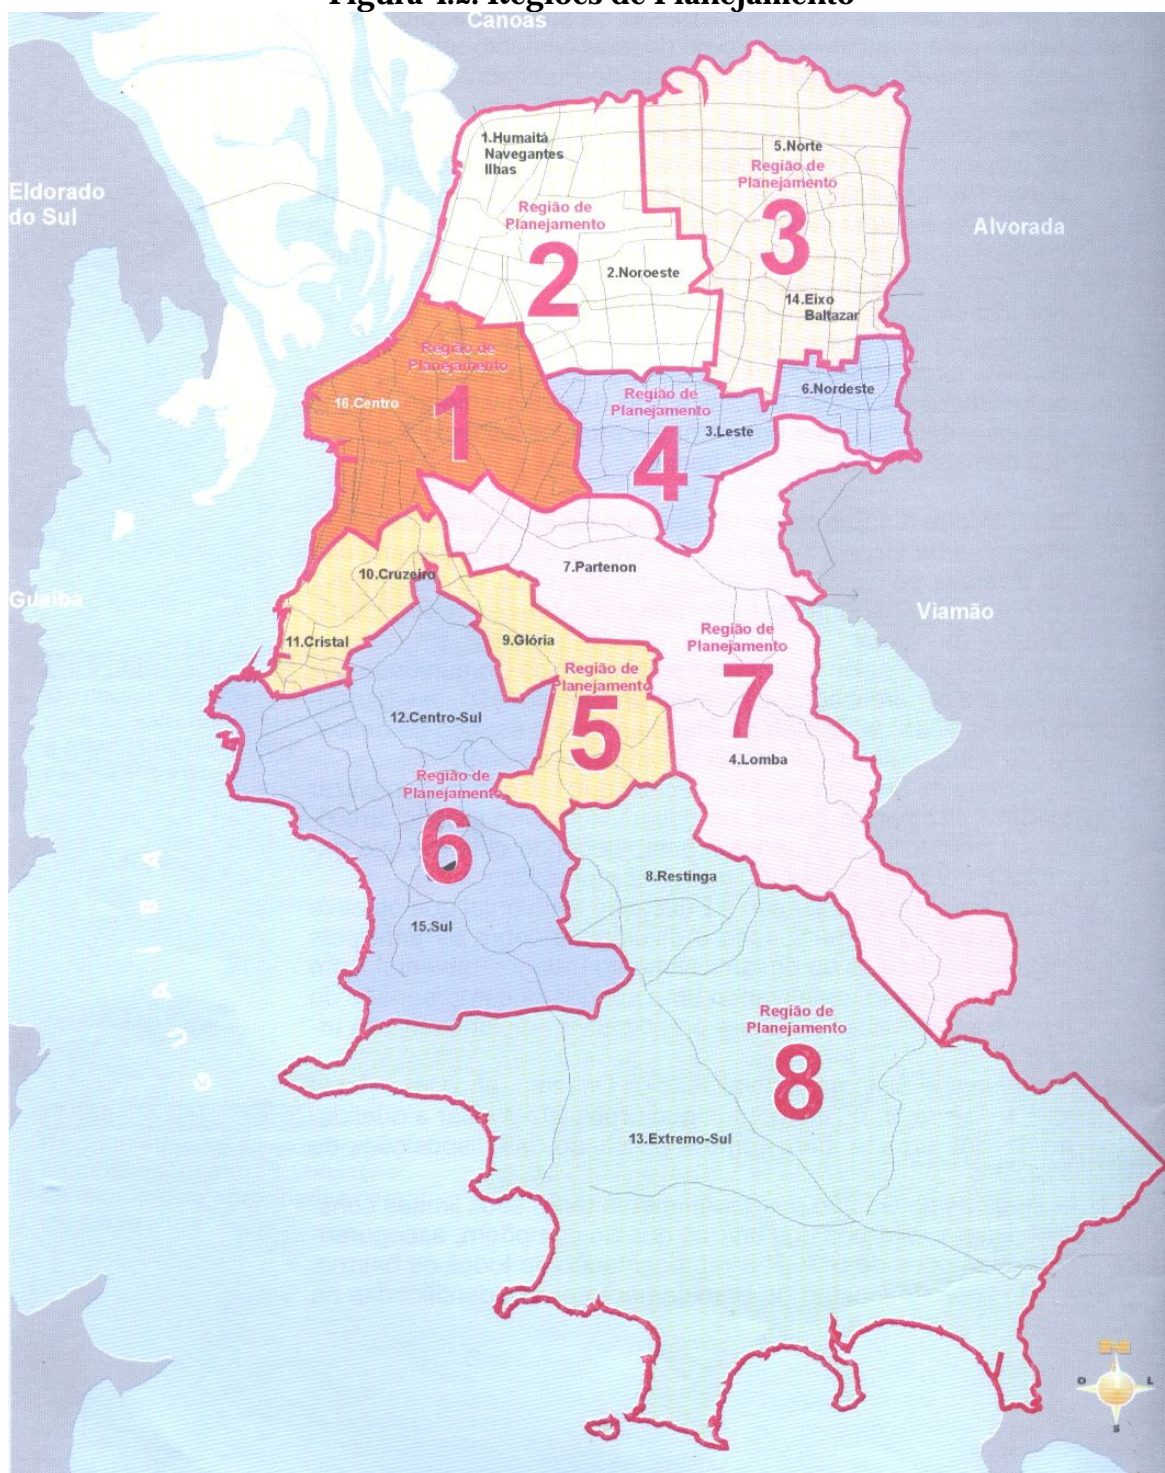 Figura 4.2: Regiões de Planejamento
Canoas
1.Humaitá
Navegantes
Ilhas
5.Norte
Região de
Planejamento
3
Eldorado
do Sul
Região de
Planejamento
2
Alvorada
2.Noroeste
14.Eixo
Baltazar
Região de
Planejamento
1
16.Centro
Região de
Planejamento
4
6.Nordeste
3.Leste
7.Partenon
10.Cruzeiro
Guaíba
Viamão
11.Cristal
9.Glória
Região de
Planejamento
7
Região de
Planejamento
5
12.Centro-Sul
4.Lomba
Região de
Planejamento
6
8.Restinga
GUAIBA
15.Sul
Região de
Planejamento
8
13.Extremo-Sul
O
L
S